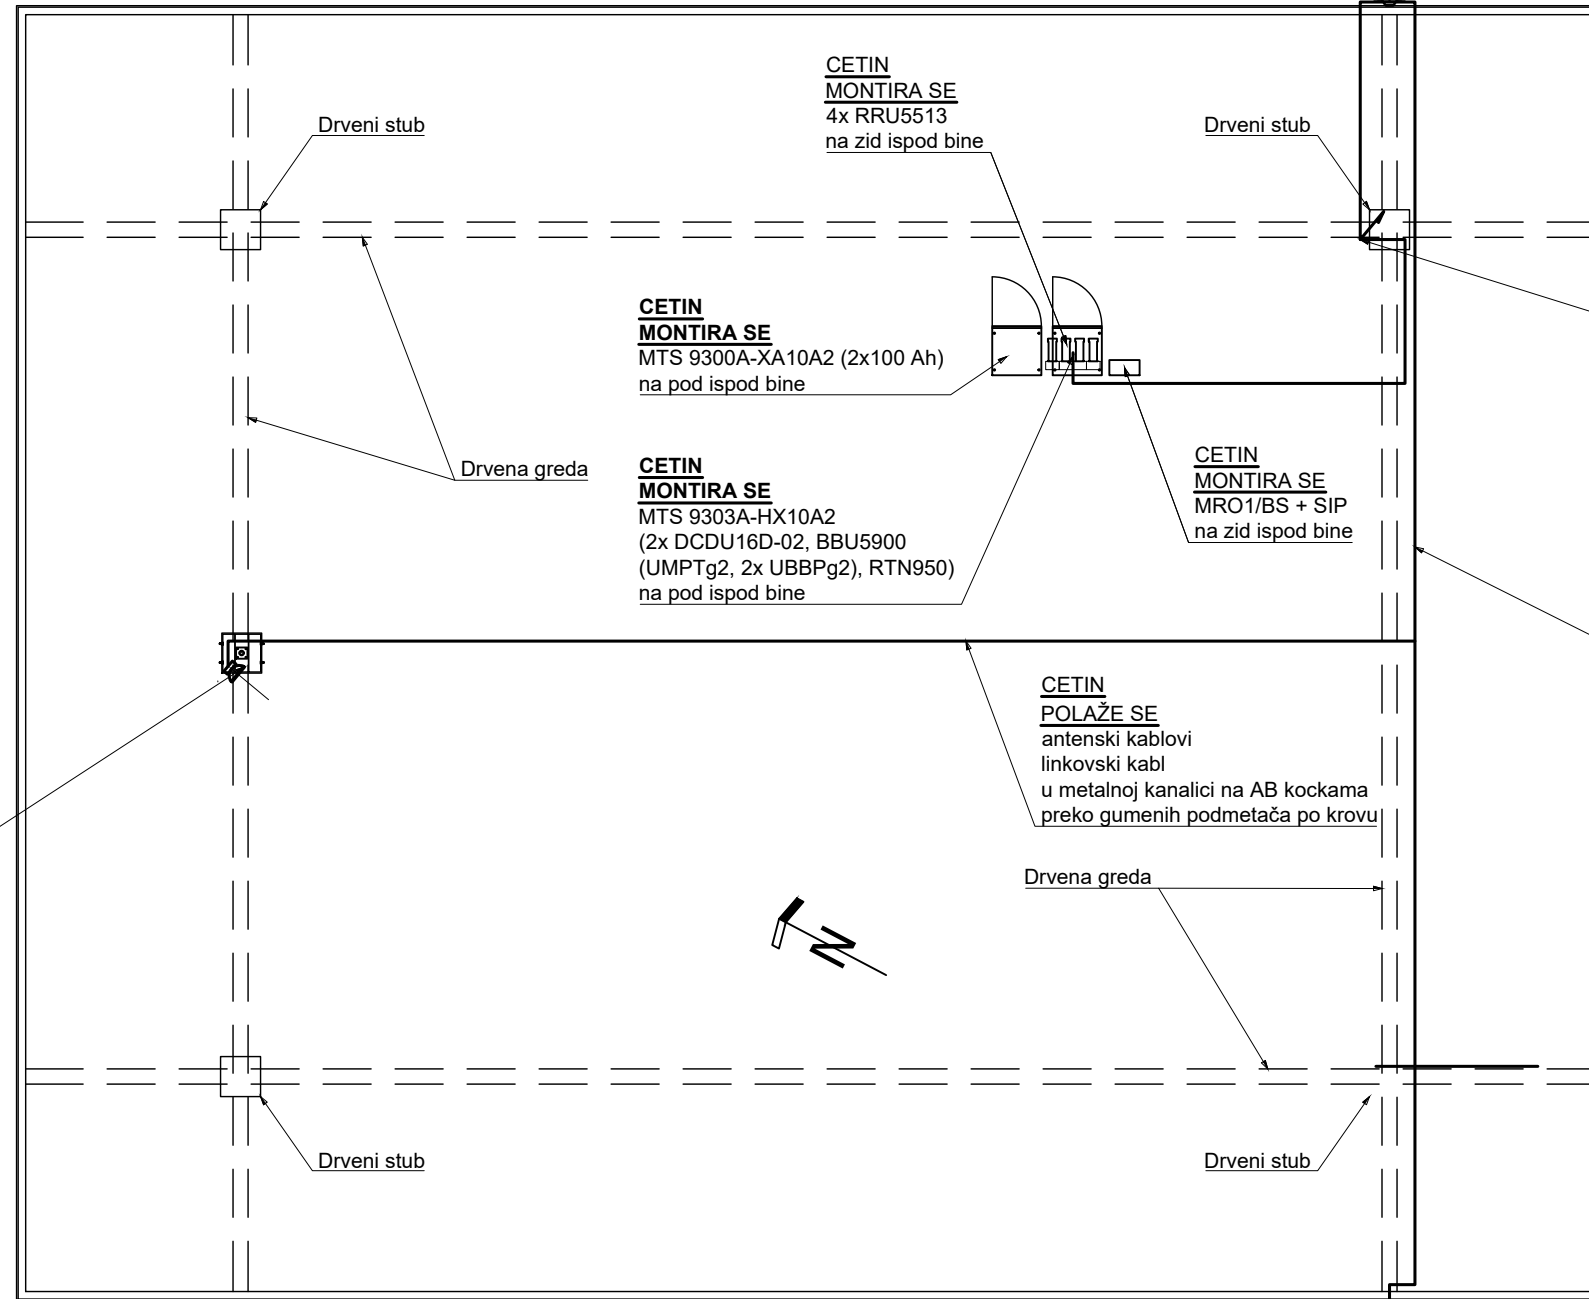 CETIN
MONTIRA SE
4x RRU5513
na zid ispod bine
Drveni stub
Drveni stub
CETIN
MONTIRA SE
MTS 9300A-XA10A2 (2x100 Ah)
na pod ispod bine
Drvena greda
CETIN
MONTIRA SE
MTS 9303A-HX10A2
(2x DCDU16D-02, BBU5900
(UMPTg2, 2x UBBPg2), RTN950)
na pod ispod bine
CETIN
MONTIRA SE
MRO1/BS + SIP
na zid ispod bine
CETIN
POLAŽE SE
antenski kablovi
linkovski kabl
u metalnoj kanalici na AB kockama
preko gumenih podmetača po krovu
Drvena greda
N
Drveni stub
Drveni stub